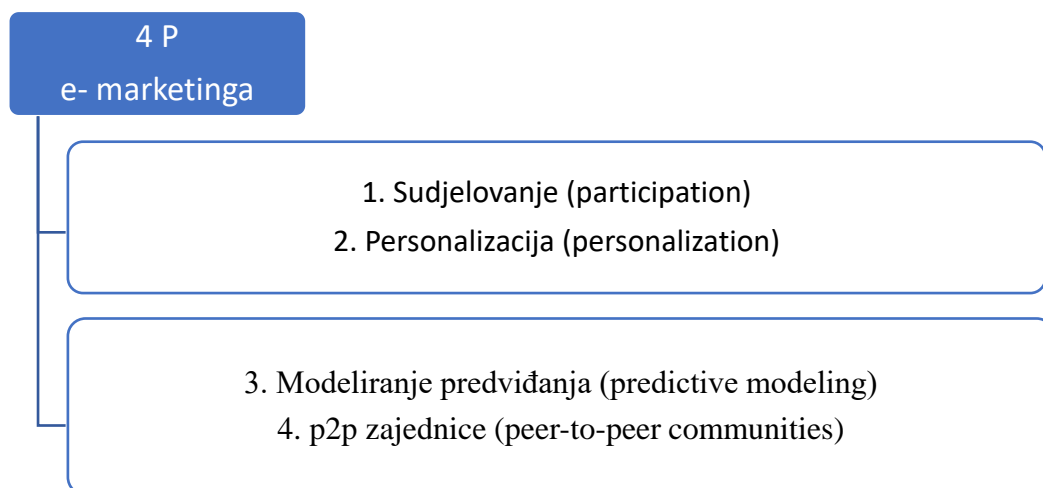 4 P
e- marketinga
1. Sudjelovanje (participation)
2. Personalizacija (personalization)
3. Modeliranje predviđanja (predictive modeling)
4. p2p zajednice (peer-to-peer communities)